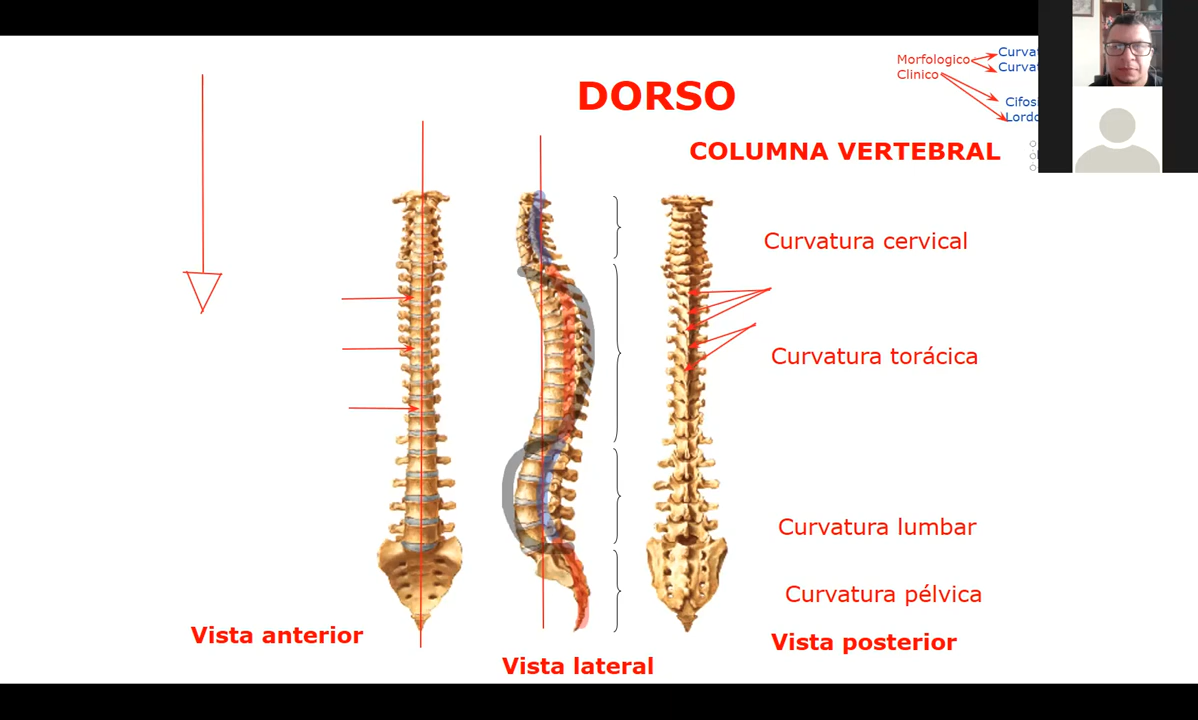 Morfologico
Clinico
DORSO
COLUMNA VERTEBRAL
Curvatura cervical
Curvatura torácica
Curvatura lumbar
Curvatura pélvica
Vista anterior
Vista posterior
Vista lateral